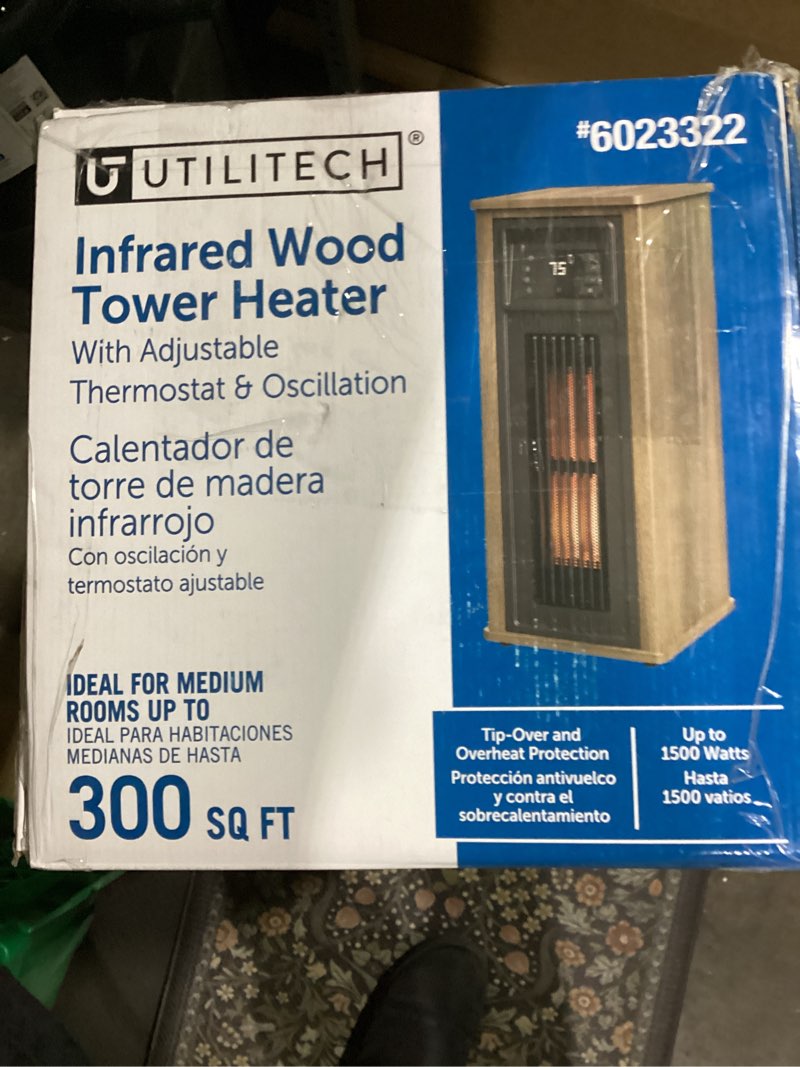 UTILITECH®
#6023322
Infrared Wood
Tower Heater
With Adjustable
Thermostat & Oscillation
Calentador de
torre de madera
infrarrojo
Con oscilación y
termostato ajustable
75°
IDEAL FOR MEDIUM
ROOMS UP TO
IDEAL PARA HABITACIONES
MEDIANAS DE HASTA
300 SQ FT
Tip-Over and
Overheat Protection
Protección antivuelco
y contra el
sobrecalentamiento
Up to
1500 Watts
Hasta
1500 vatios